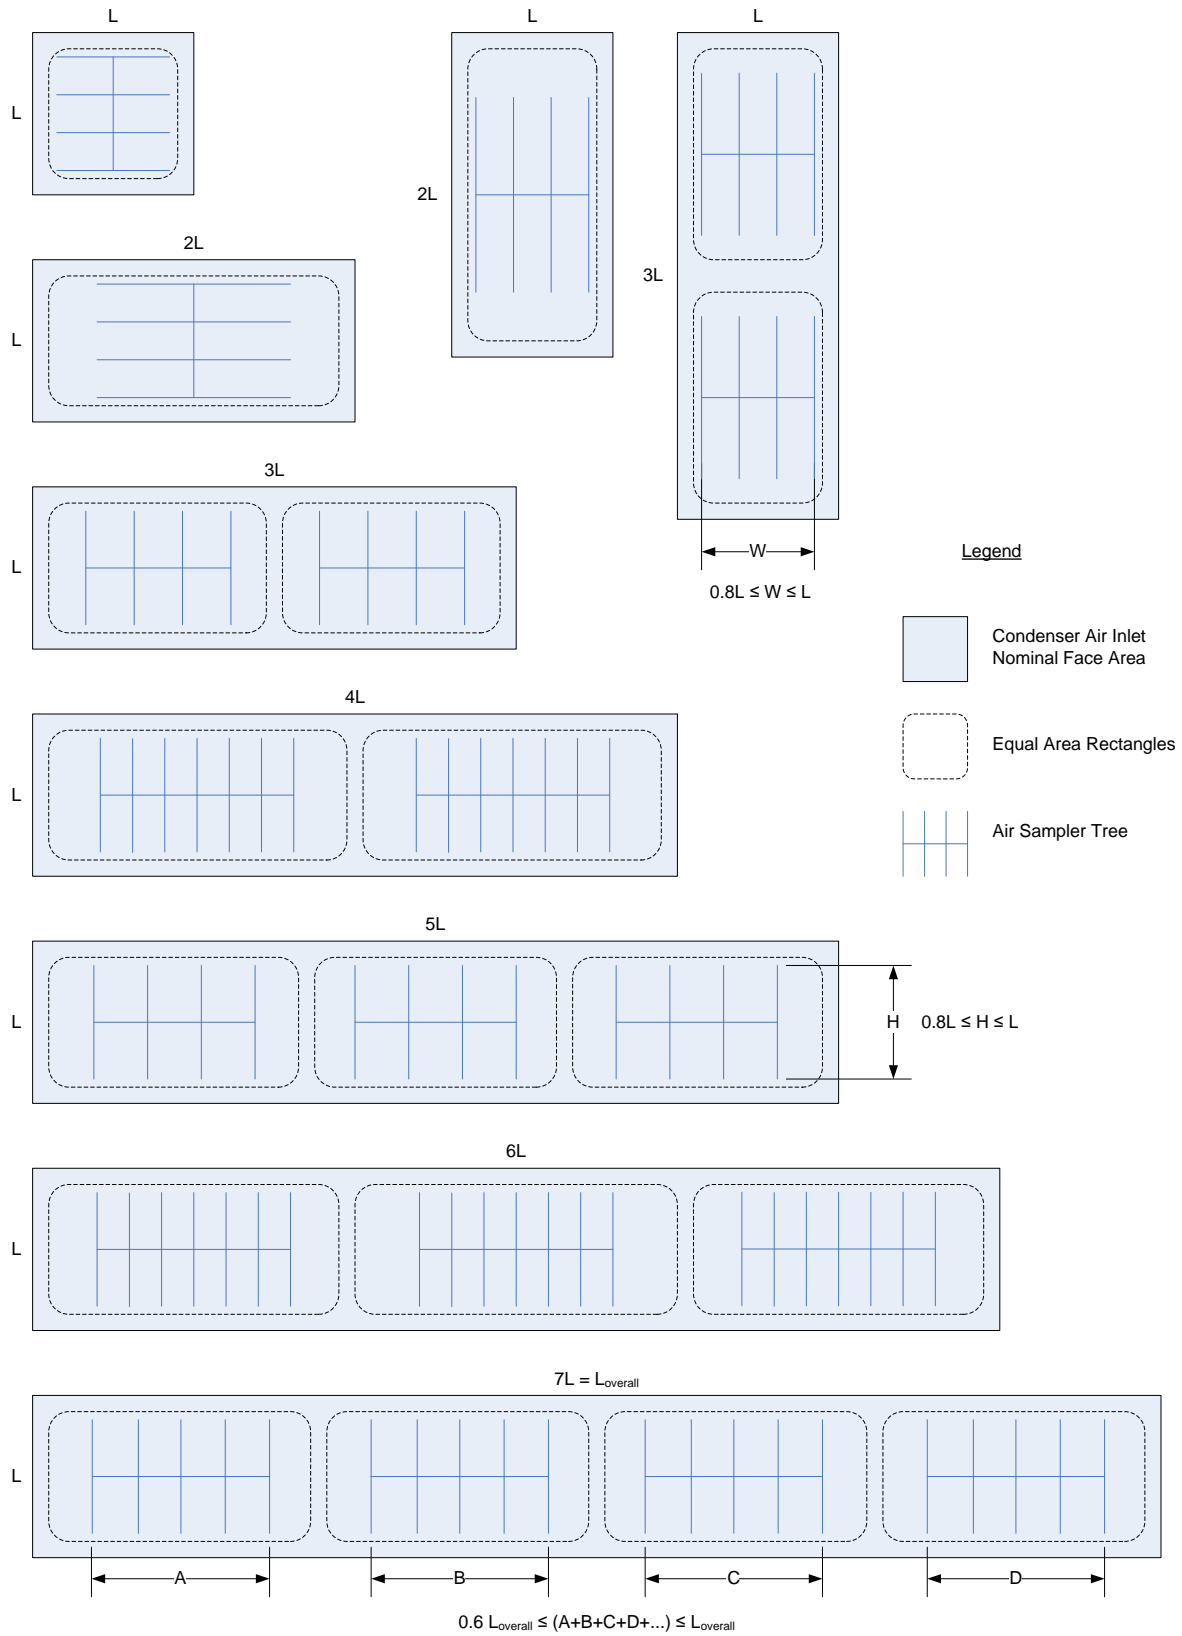 L
L
L
L
L
2L
3L
2L
L
3L
L
W
0.8L ≤ W ≤ L
Legend
Condenser Air Inlet
Nominal Face Area
Equal Area Rectangles
Air Sampler Tree
4L
L
5L
L
H
0.8L ≤ H ≤ L
6L
L
7L = Loverall
L
A
B
C
D
0.6 Loverall ≤ (A+B+C+D+...) ≤ Loverall